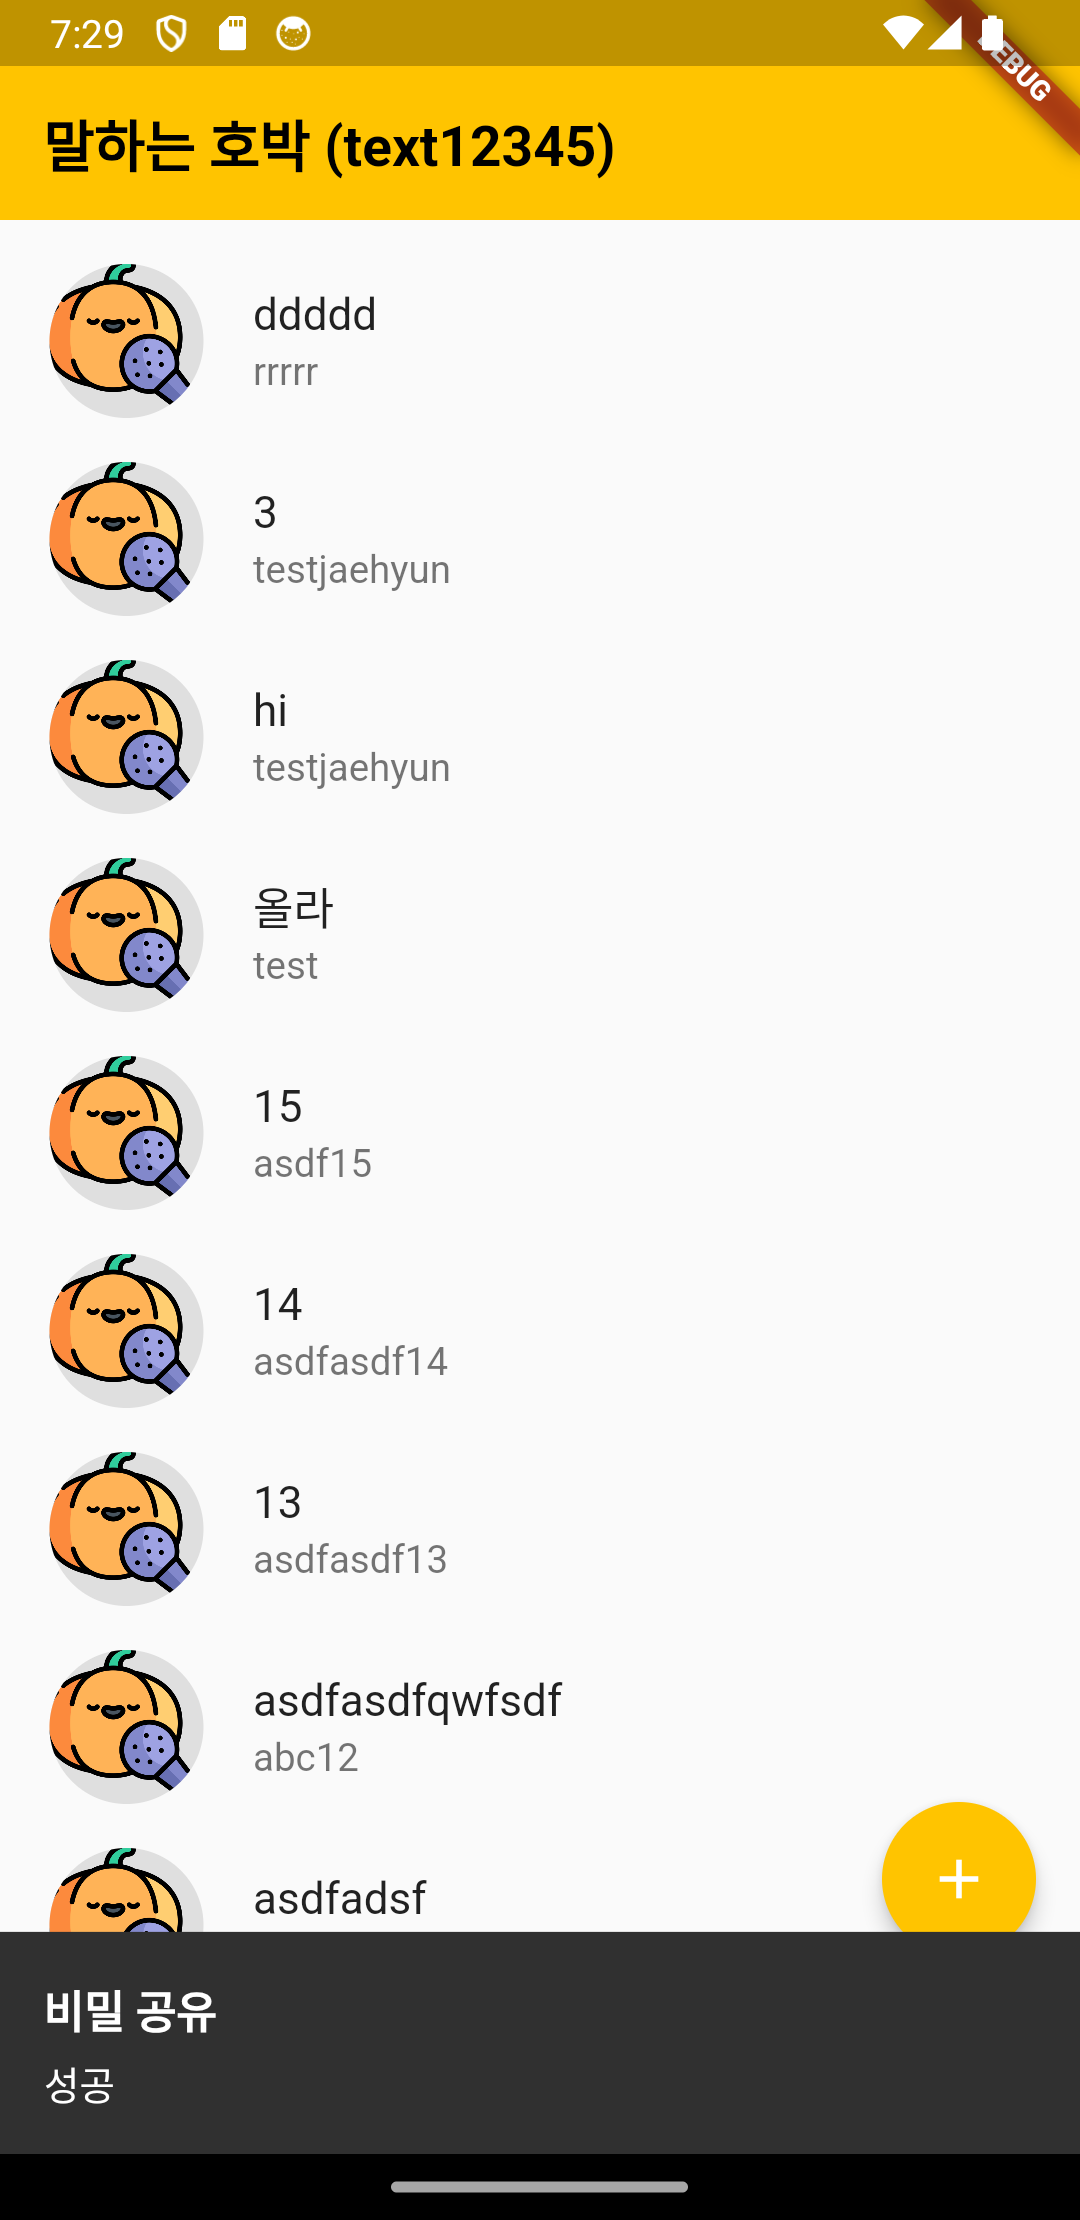 7:29
DEBUG
말하는 호박 (text12345)
ddddd
rrrrr
3
testjaehyun
hi
testjaehyun
올라
test
15
asdf15
14
asdfasdf14
13
asdfasdf13
asdfasdfqwfsdf
abc12
asdfadsf
비밀 공유
성공